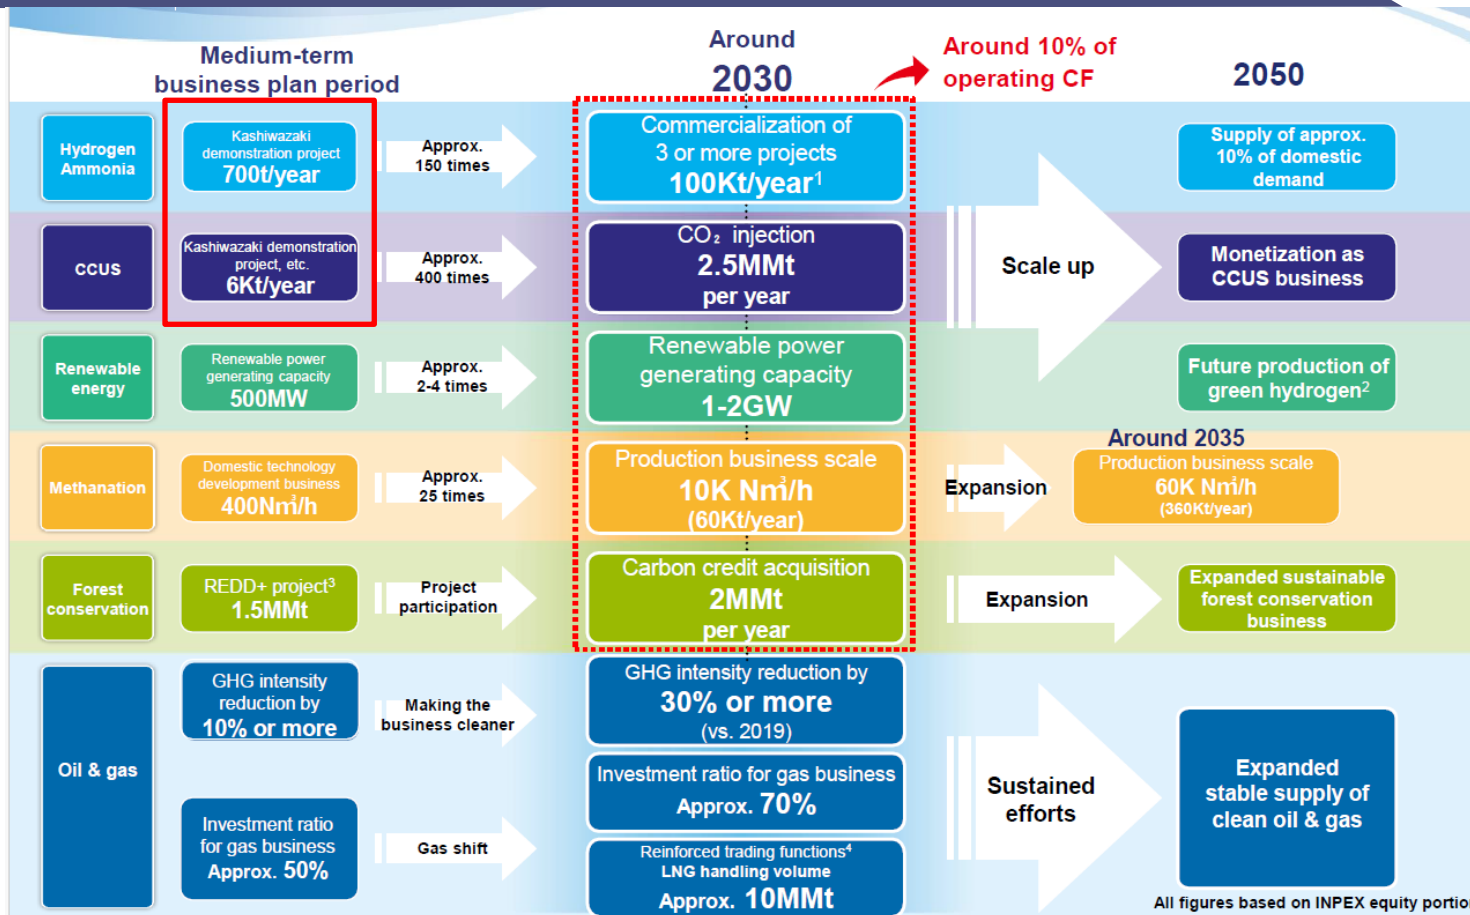 Medium-term
business plan period
Around
2030
Around 10% of
operating CF
2050
Hydrogen
Ammonia
Kashiwazaki
demonstration project
700t/year
Approx.
150 times
Commercialization of
3 or more projects
100Kt/year¹
Supply of approx.
10% of domestic
demand
CCUS
Kashiwazaki demonstration
project, etc.
6Kt/year
Approx.
400 times
CO₂ injection
2.5MMt
per year
Scale up
Monetization as
CCUS business
Renewable
energy
Renewable power
generating capacity
500MW
Approx.
2-4 times
Renewable power
generating capacity
1-2GW
Future production of
green hydrogen²
Methanation
Domestic technology
development business
400Nm³/h
Approx.
25 times
Production business scale
10K Nm³/h
(60Kt/year)
Expansion
Around 2035
Production business scale
60K Nm³/h
(360Kt/year)
Forest
conservation
REDD+ project³
1.5MMt
Project
participation
Carbon credit acquisition
2MMt
per year
Expansion
Expanded sustainable
forest conservation
business
Oil & gas
GHG intensity
reduction by
10% or more
Making the
business cleaner
GHG intensity reduction by
30% or more
(vs. 2019)
Investment ratio for gas business
Approx. 70%
Investment ratio
for gas business
Approx. 50%
Gas shift
Reinforced trading functions⁴
LNG handling volume
Approx. 10MMt
Sustained
efforts
Expanded
stable supply of
clean oil & gas
All figures based on INPEX equity portion